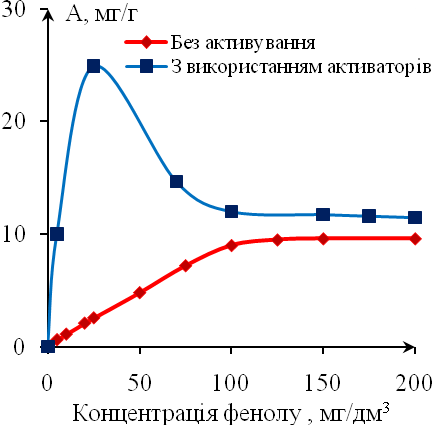 А, мг/г
Без активування
З використанням активаторів
30
20
10
0
0 50 100 150 200
Концентрація фенолу , мг/дм³